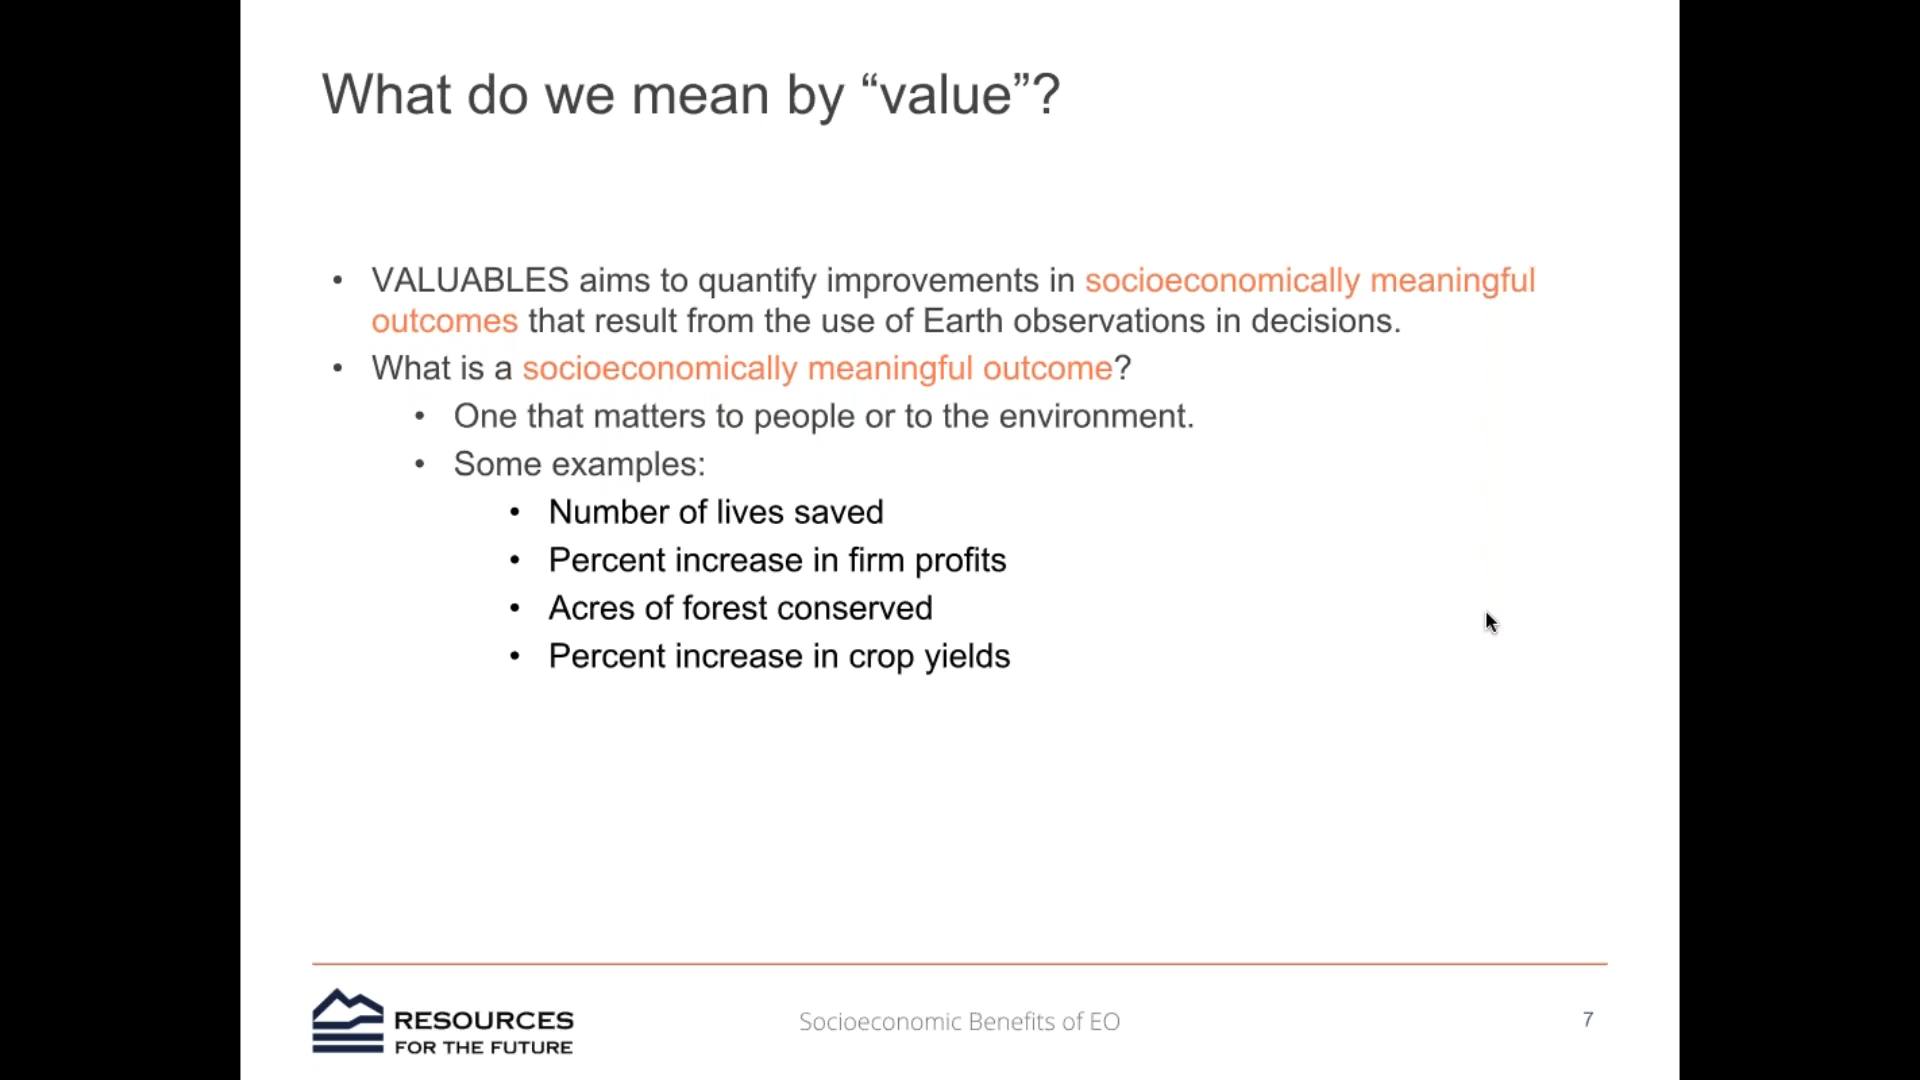 What do we mean by “value”?
• VALUABLES aims to quantify improvements in socioeconomically meaningful
outcomes that result from the use of Earth observations in decisions.
• What is a socioeconomically meaningful outcome?
• One that matters to people or to the environment.
• Some examples:
• Number of lives saved
• Percent increase in firm profits
• Acres of forest conserved
• Percent increase in crop yields
RESOURCES
FOR THE FUTURE
Socioeconomic Benefits of EO
7